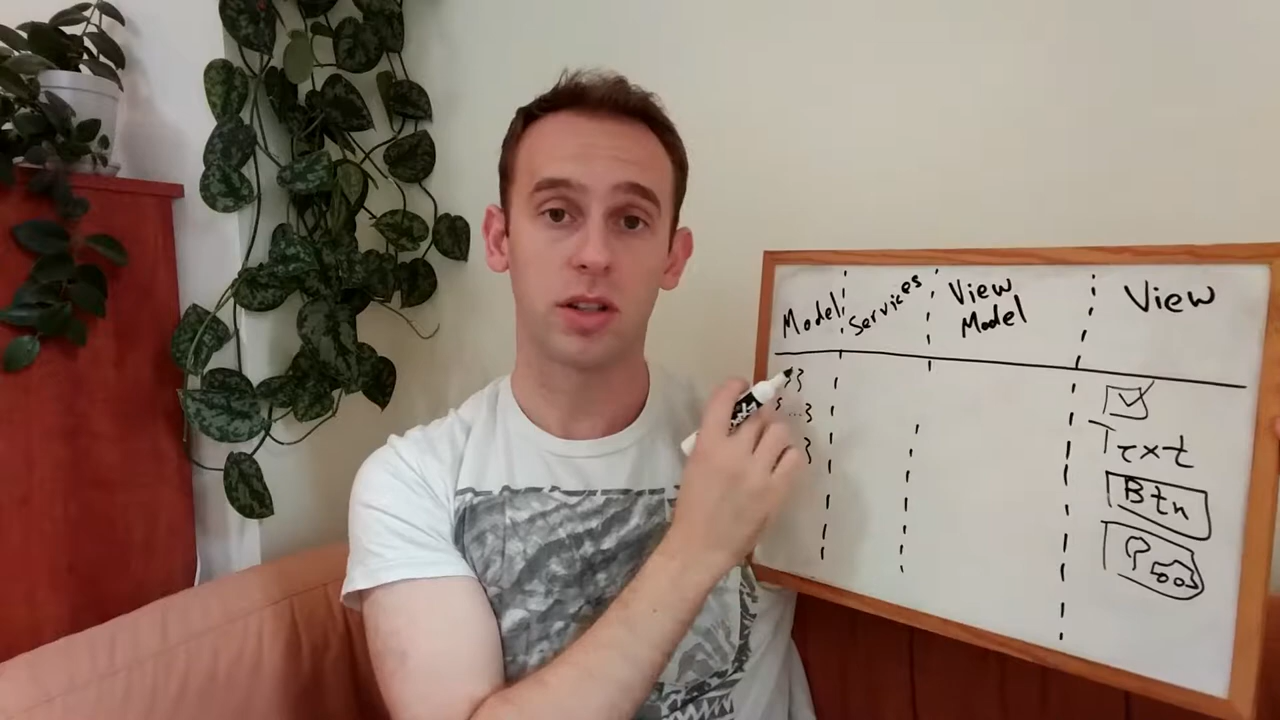 Model
Services
View
Model
View
}}
...}
}
Text
Btn